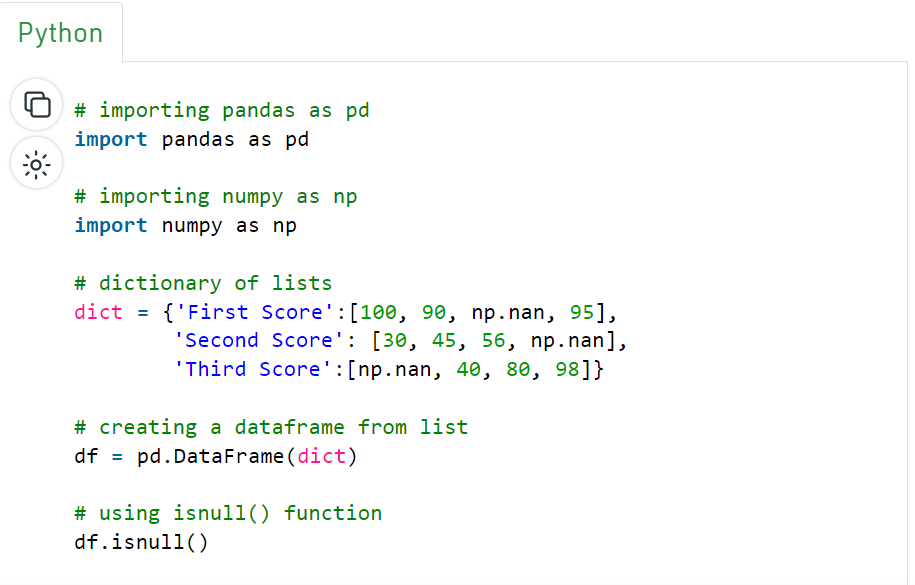 Python
# importing pandas as pd
import pandas as pd
# importing numpy as np
import numpy as np
# dictionary of lists
dict = {'First Score':[100, 90, np.nan, 95],
        'Second Score': [30, 45, 56, np.nan],
        'Third Score':[np.nan, 40, 80, 98]}
# creating a dataframe from list
df = pd.DataFrame(dict)
# using isnull() function
df.isnull()